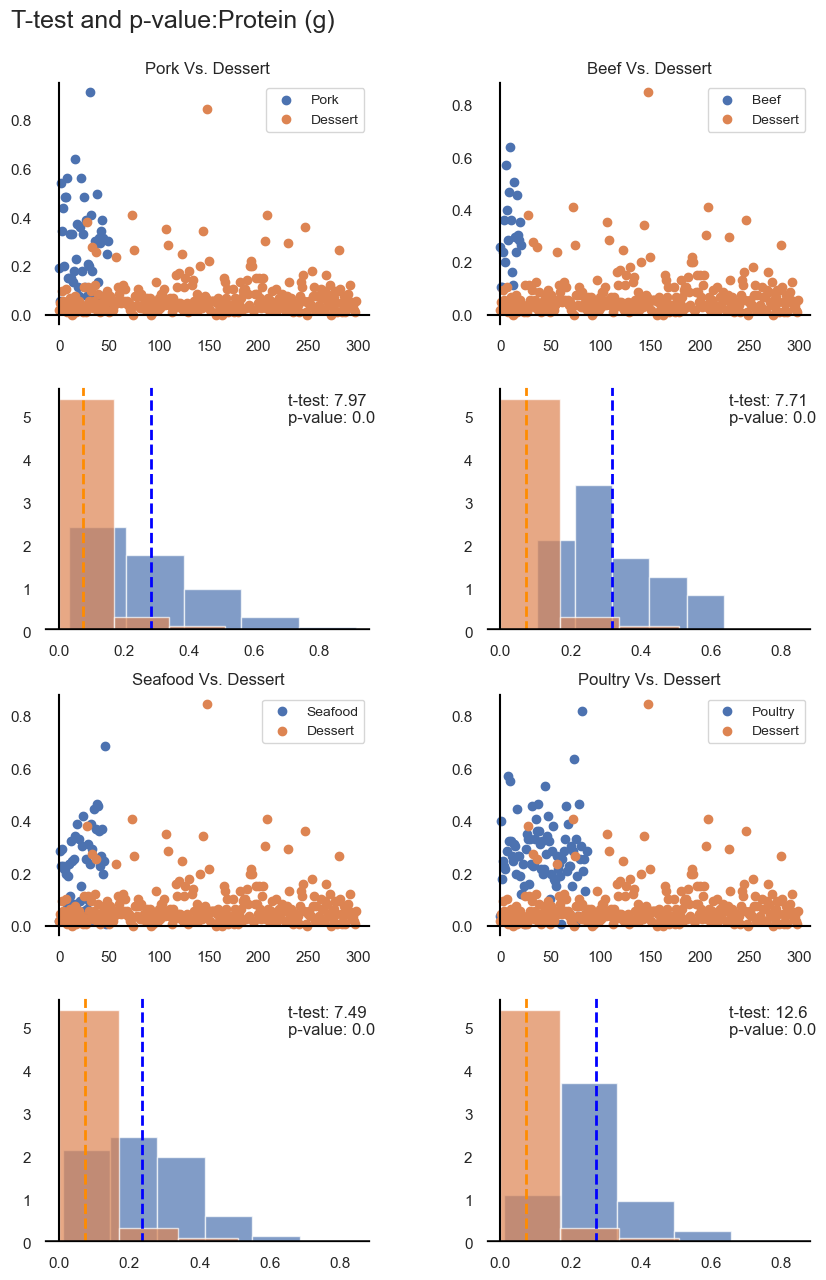 T-test and p-value:Protein (g)
Pork Vs. Dessert
Pork
Dessert
0.8
0.6
0.4
0.2
0.0
0 50 100 150 200 250 300
Beef Vs. Dessert
Beef
Dessert
0.8
0.6
0.4
0.2
0.0
0 50 100 150 200 250 300
t-test: 7.97
p-value: 0.0
5
4
3
2
1
0
0.0 0.2 0.4 0.6 0.8
t-test: 7.71
p-value: 0.0
5
4
3
2
1
0
0.0 0.2 0.4 0.6 0.8
Seafood Vs. Dessert
Seafood
Dessert
0.8
0.6
0.4
0.2
0.0
0 50 100 150 200 250 300
Poultry Vs. Dessert
Poultry
Dessert
0.8
0.6
0.4
0.2
0.0
0 50 100 150 200 250 300
t-test: 7.49
p-value: 0.0
5
4
3
2
1
0
0.0 0.2 0.4 0.6 0.8
t-test: 12.6
p-value: 0.0
5
4
3
2
1
0
0.0 0.2 0.4 0.6 0.8